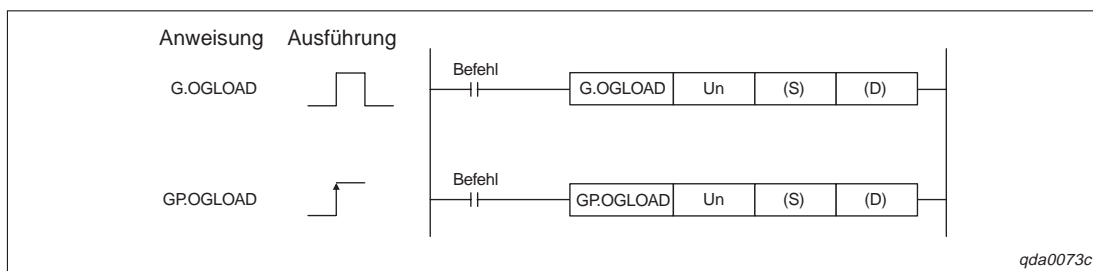 Anweisung Ausführung
Befehl
G.OGLOAD G.OGLOAD Un (S) (D)
Befehl
GP.OGLOAD GP.OGLOAD Un (S) (D)
qda0073c